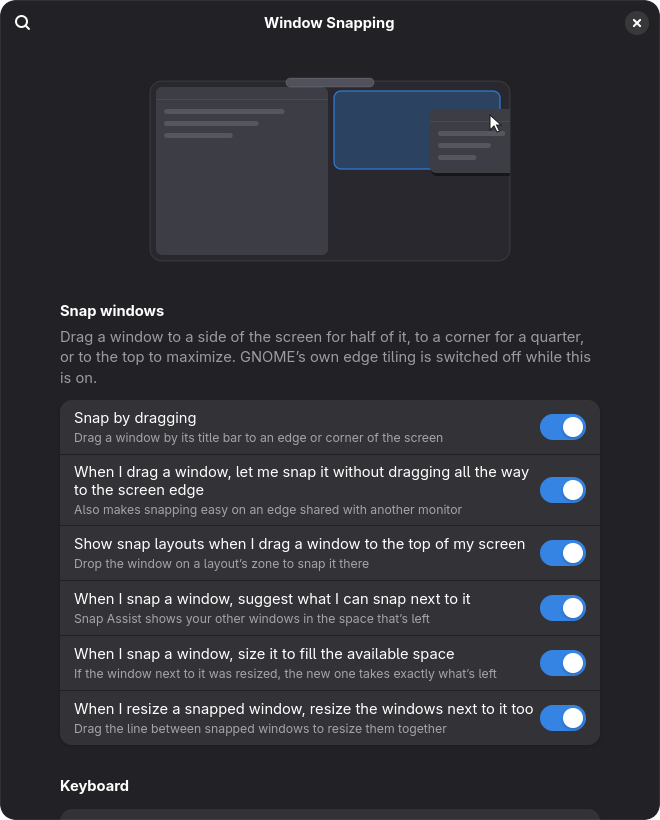 Window Snapping
Snap windows
Drag a window to a side of the screen for half of it, to a corner for a quarter,
or to the top to maximize. GNOME’s own edge tiling is switched off while this
is on.
Snap by dragging
Drag a window by its title bar to an edge or corner of the screen
When I drag a window, let me snap it without dragging all the way
to the screen edge
Also makes snapping easy on an edge shared with another monitor
Show snap layouts when I drag a window to the top of my screen
Drop the window on a layout’s zone to snap it there
When I snap a window, suggest what I can snap next to it
Snap Assist shows your other windows in the space that’s left
When I snap a window, size it to fill the available space
If the window next to it was resized, the new one takes exactly what’s left
When I resize a snapped window, resize the windows next to it too
Drag the line between snapped windows to resize them together
Keyboard